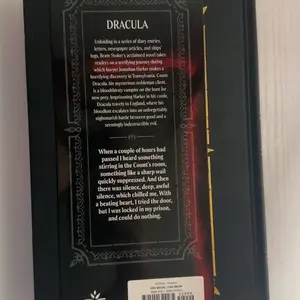 DRACULA
Unfolding in a series of diary entries,
letters, newspaper articles, and ships'
logs, Bram Stoker's acclaimed novel takes
readers on a terrifying journey during
which lawyer Jonathan Harker makes a
horrifying discovery in Transylvania. Count
Dracula, his mysterious nobleman client,
is a bloodthirsty vampire on the hunt for
new prey. Imprisoning Harker in his castle,
Dracula travels to England, where his
bloodlust escalates into an unforgettably
nightmarish battle between good and a
seemingly indestructible evil.
When a couple of hours had
passed I heard something
stirring in the Count's room,
something like a sharp wail
quickly suppressed. And then
there was silence, deep, awful
silence, which chilled me. With
a beating heart, I tried the door,
but I was locked in my prison,
and could do nothing.